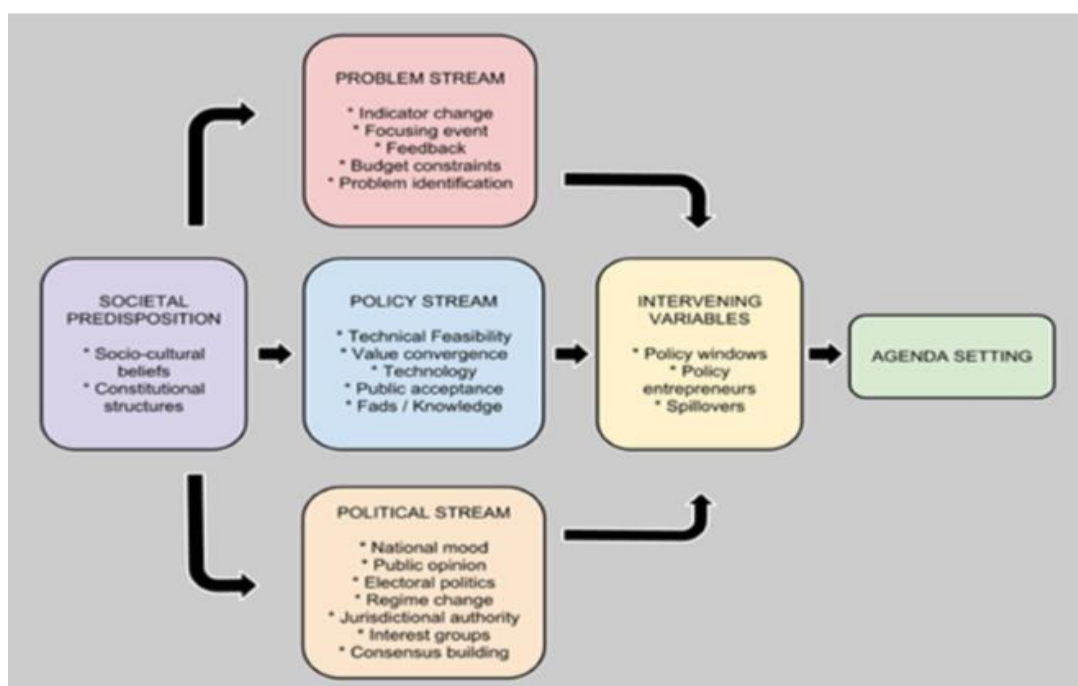 PROBLEM STREAM
* Indicator change
* Focusing event
* Feedback
* Budget constraints
* Problem identification
SOCIETAL
PREDISPOSITION
* Socio-cultural
beliefs
* Constitutional
structures
POLICY STREAM
* Technical Feasibility
* Value convergence
* Technology
* Public acceptance
* Fads / Knowledge
INTERVENING
VARIABLES
* Policy windows
* Policy
entrepreneurs
* Spillovers
AGENDA SETTING
POLITICAL STREAM
* National mood
* Public opinion
* Electoral politics
* Regime change
* Jurisdictional authority
* Interest groups
* Consensus building